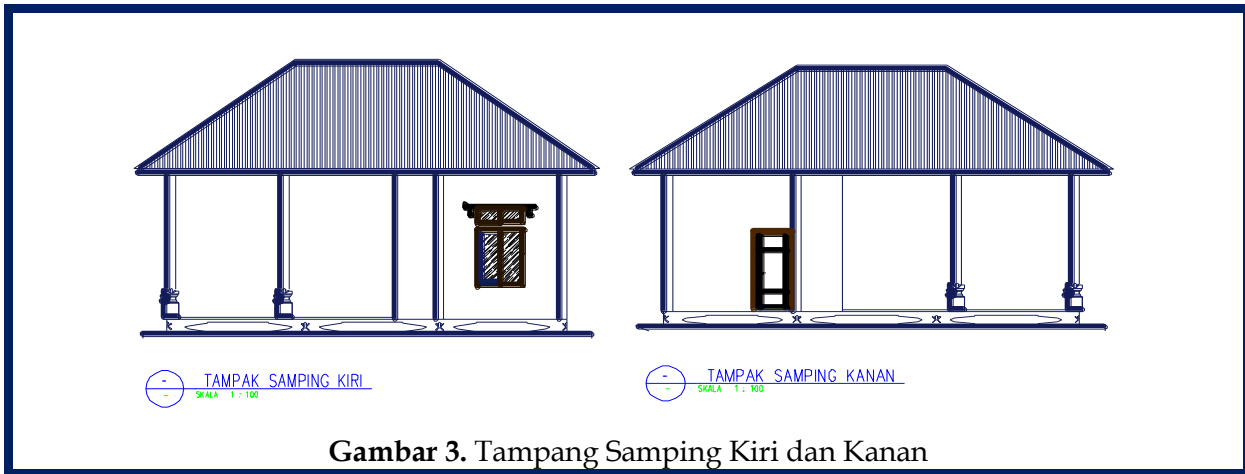 -
TAMPAK SAMPING KIRI
-
SKALA 1 : 100
-
TAMPAK SAMPING KANAN
-
SKALA 1 : 100
Gambar 3. Tampang Samping Kiri dan Kanan